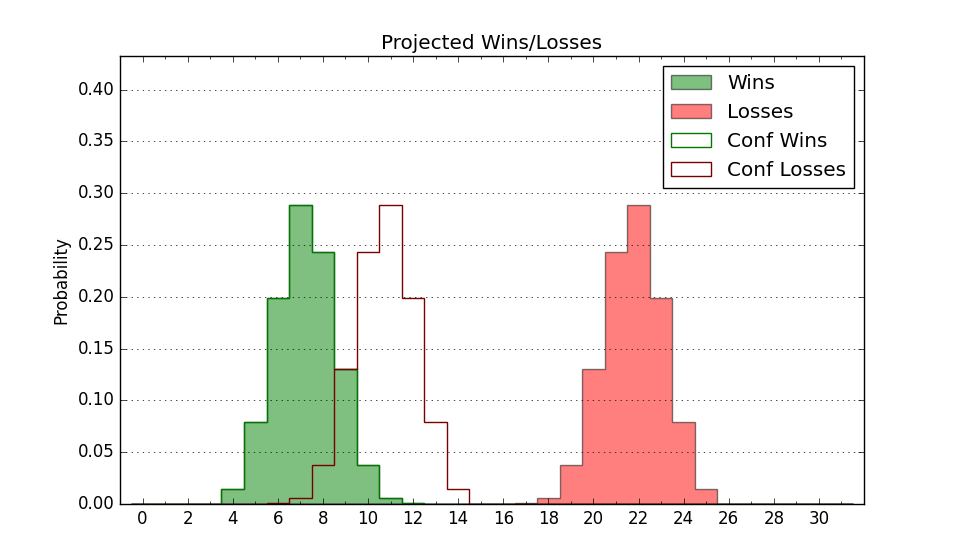 Projected Wins/Losses
Wins
Losses
Conf Wins
Conf Losses
Probability
0.40
0.35
0.30
0.25
0.20
0.15
0.10
0.05
0.00
0 2 4 6 8 10 12 14 16 18 20 22 24 26 28 30